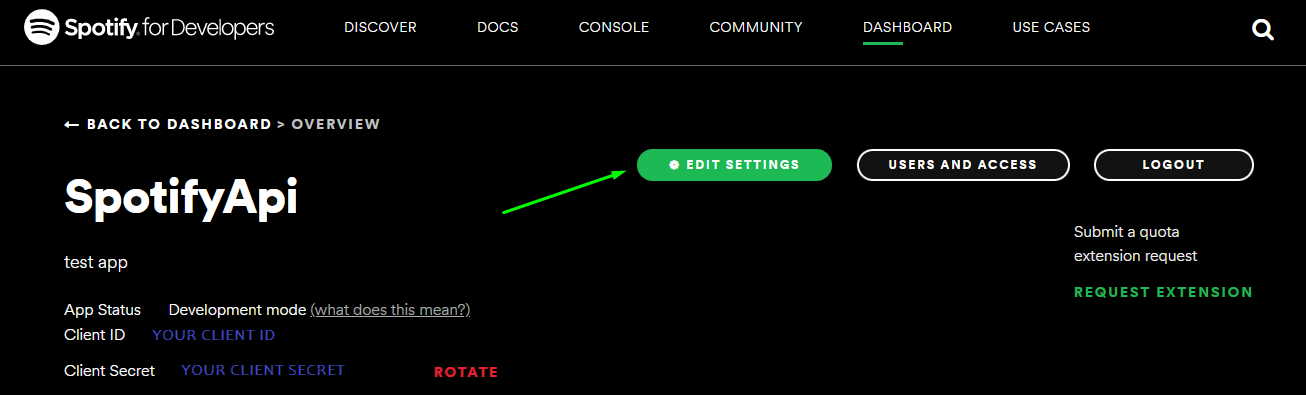 Spotify for Developers DISCOVER DOCS CONSOLE COMMUNITY DASHBOARD USE CASES
← BACK TO DASHBOARD > OVERVIEW
EDIT SETTINGS USERS AND ACCESS LOGOUT
SpotifyApi
Submit a quota
extension request
test app
REQUEST EXTENSION
App Status Development mode (what does this mean?)
Client ID YOUR CLIENT ID
Client Secret YOUR CLIENT SECRET ROTATE